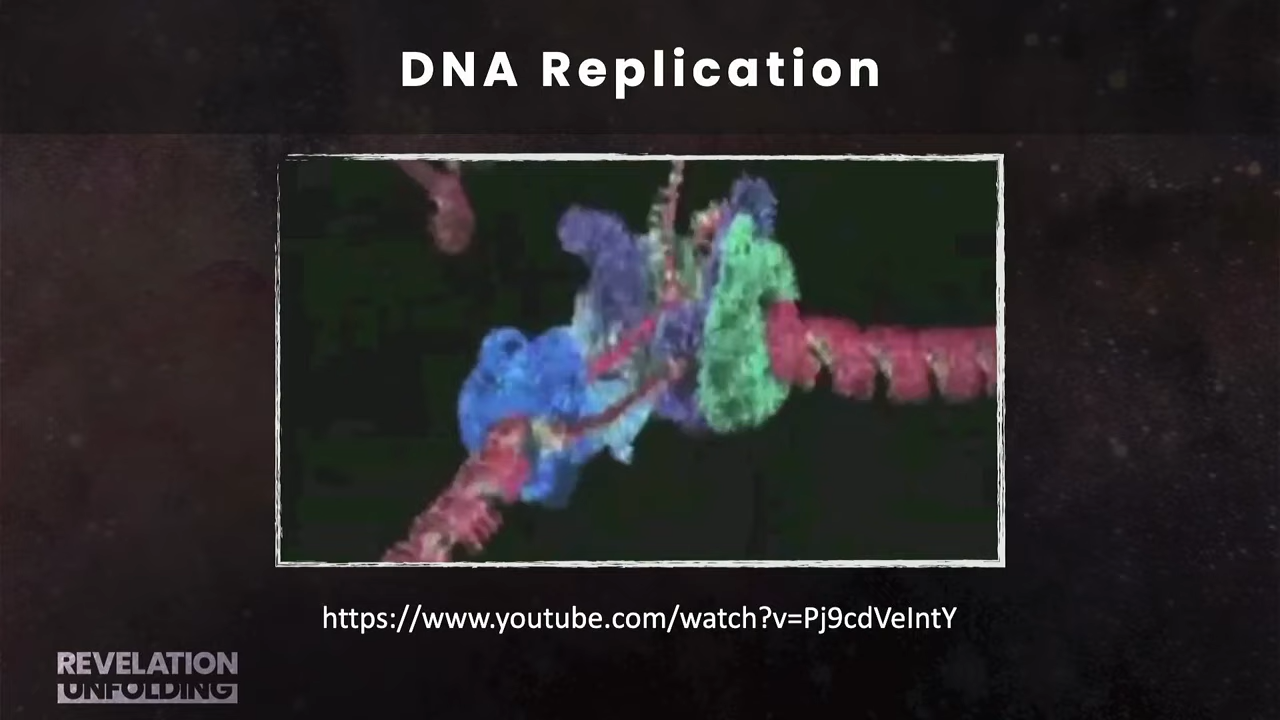 DNA Replication
https://www.youtube.com/watch?v=Pj9cdVeIntY
REVELATION
UNFOLDING